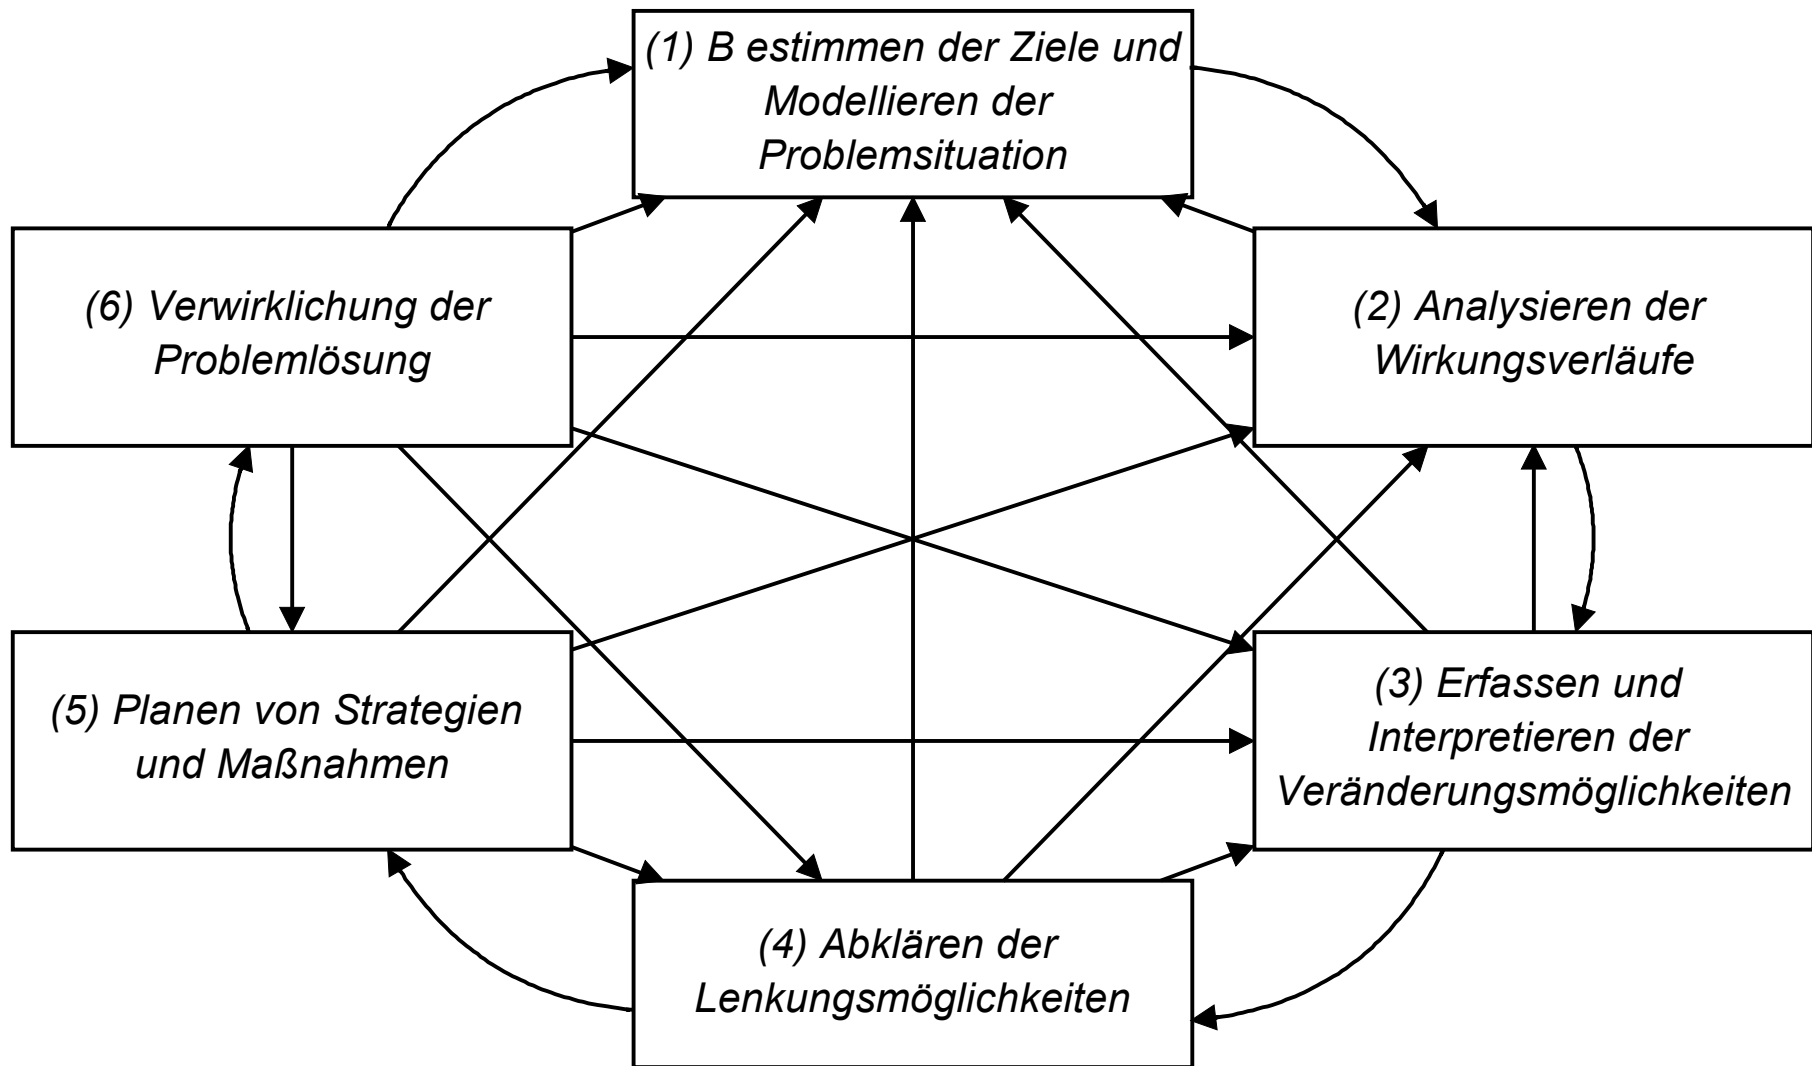 (1) B estimmen der Ziele und
Modellieren der
Problemsituation
(6) Verwirklichung der
Problemlösung
(2) Analysieren der
Wirkungsverläufe
(5) Planen von Strategien
und Maßnahmen
(3) Erfassen und
Interpretieren der
Veränderungsmöglichkeiten
(4) Abklären der
Lenkungsmöglichkeiten